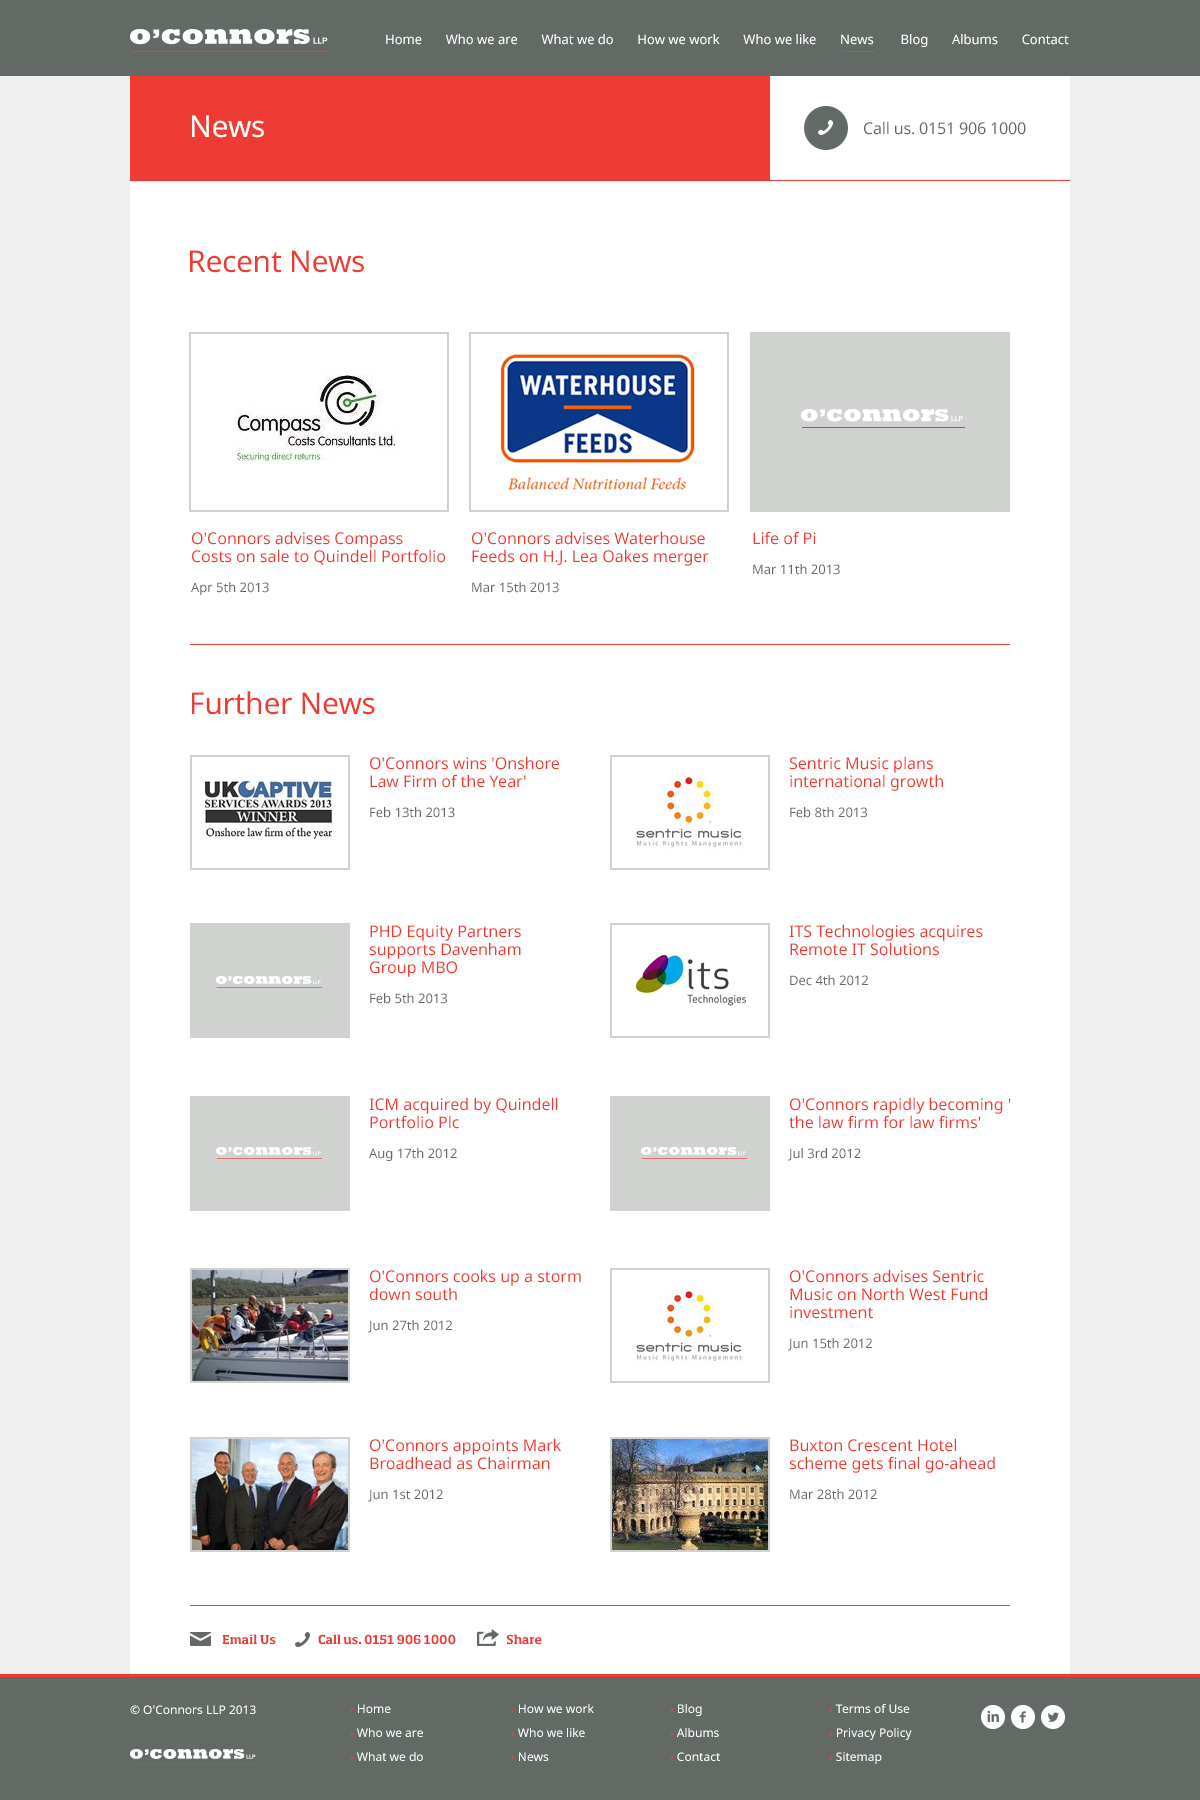 o'connors LLP
Home Who we are What we do How we work Who we like News Blog Albums Contact
News
Call us. 0151 906 1000
Recent News
Compass
Costs Consultants Ltd.
Securing direct returns
WATERHOUSE
FEEDS
Balanced Nutritional Feeds
o'connors LLP
O'Connors advises Compass
Costs on sale to Quindell Portfolio
Apr 5th 2013
O'Connors advises Waterhouse
Feeds on H.J. Lea Oakes merger
Mar 15th 2013
Life of Pi
Mar 11th 2013
Further News
UK CAPTIVE
SERVICES AWARDS 2013
WINNER
Onshore law firm of the year
O'Connors wins 'Onshore
Law Firm of the Year'
Feb 13th 2013
sentric music
Music Rights Management
Sentric Music plans
international growth
Feb 8th 2013
o'connors LLP
PHD Equity Partners
supports Davenham
Group MBO
Feb 5th 2013
its
Technologies
ITS Technologies acquires
Remote IT Solutions
Dec 4th 2012
o'connors LLP
ICM acquired by Quindell
Portfolio Plc
Aug 17th 2012
o'connors LLP
O'Connors rapidly becoming '
the law firm for law firms'
Jul 3rd 2012
O'Connors cooks up a storm
down south
Jun 27th 2012
sentric music
Music Rights Management
O'Connors advises Sentric
Music on North West Fund
investment
Jun 15th 2012
O'Connors appoints Mark
Broadhead as Chairman
Jun 1st 2012
Buxton Crescent Hotel
scheme gets final go-ahead
Mar 28th 2012
Email Us Call us. 0151 906 1000 Share
© O'Connors LLP 2013
o'connors LLP
› Home
› Who we are
› What we do
› How we work
› Who we like
› News
› Blog
› Albums
› Contact
› Terms of Use
› Privacy Policy
› Sitemap
in f